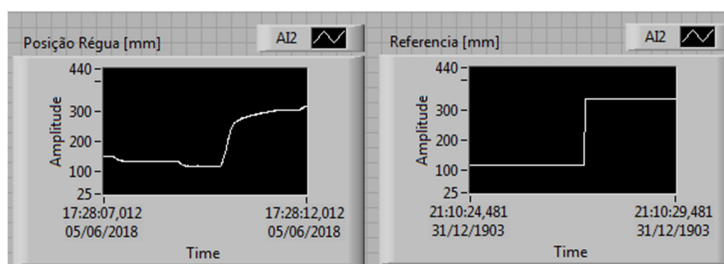 Posição Régua [mm]
AI2
440
300
200
100
25
Amplitude
17:28:07,012
05/06/2018
17:28:12,012
05/06/2018
Time
Referencia [mm]
AI2
440
300
200
100
25
Amplitude
21:10:24,481
31/12/1903
21:10:29,481
31/12/1903
Time